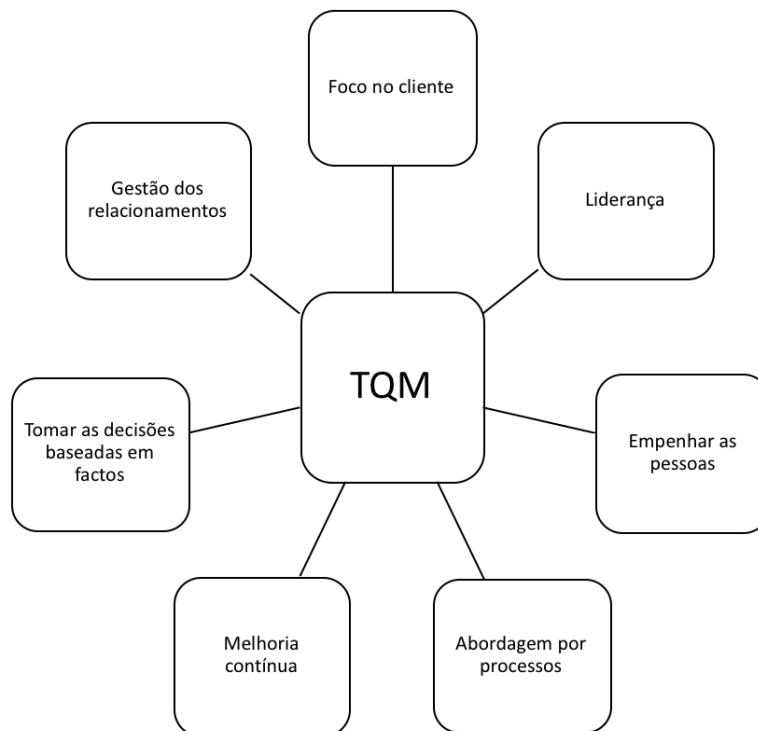 Foco no cliente
Gestão dos
relacionamentos
Liderança
TQM
Tomar as decisões
baseadas em
factos
Empenhar as
pessoas
Melhoria
contínua
Abordagem por
processos